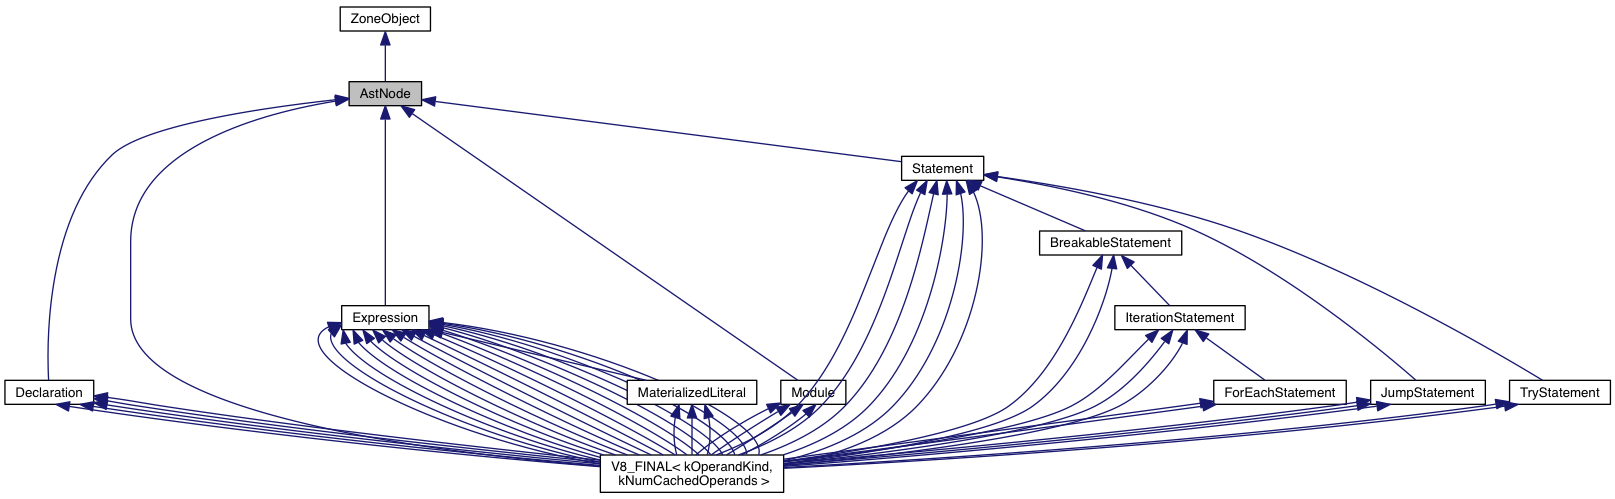 ZoneObject
AstNode
Statement
BreakableStatement
Expression
IterationStatement
Declaration
MaterializedLiteral
Module
ForEachStatement
JumpStatement
TryStatement
V8_FINAL< kOperandKind,
kNumCachedOperands >